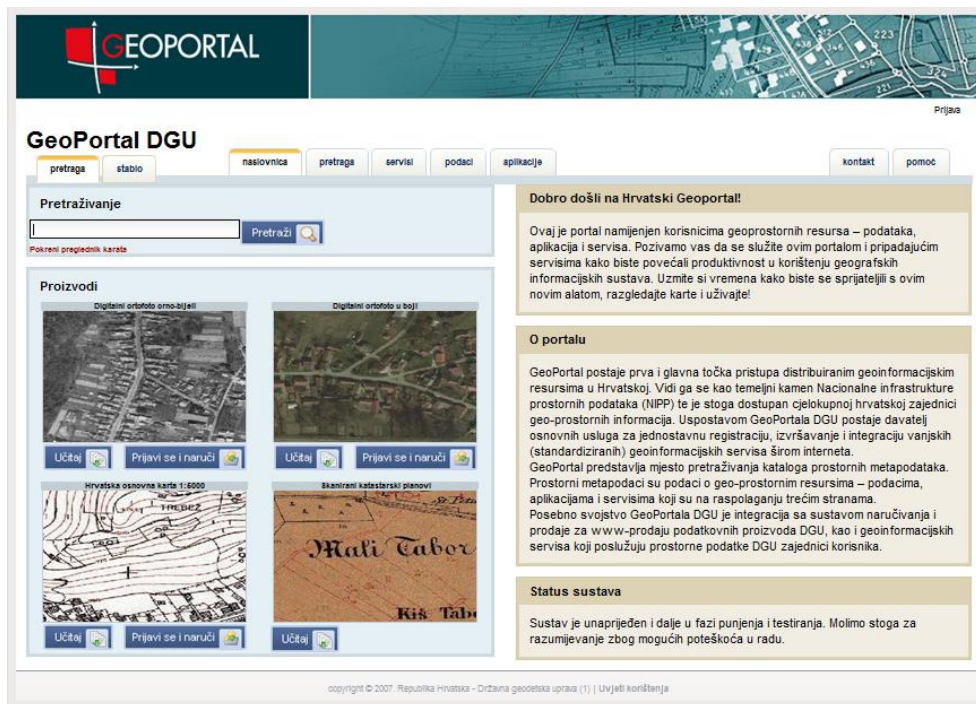 GEOPORTAL
Prijava
GeoPortal DGU
pretraga
stablo
naslovnica
pretraga
servisi
podaci
aplikacije
kontakt
pomoć
Pretraživanje
Pretraži
Pokreni preglednik karata
Proizvodi
Digitalni ortofoto crno-bijeli
Digitalni ortofoto u boji
Učitaj
Prijavi se i naruči
Učitaj
Prijavi se i naruči
Hrvatska osnovna karta 1:5000
Skanirani katastarski planovi
TREBEŽ
Mali Tabor
Kiš Tabo
Učitaj
Prijavi se i naruči
Učitaj
Dobro došli na Hrvatski Geoportal!
Ovaj je portal namijenjen korisnicima geoprostornih resursa – podataka,
aplikacija i servisa. Pozivamo vas da se služite ovim portalom i pripadajućim
servisima kako biste povećali produktivnost u korištenju geografskih
informacijskih sustava. Uzmite si vremena kako biste se sprijateljili s ovim
novim alatom, razgledajte karte i uživajte!
O portalu
GeoPortal postaje prva i glavna točka pristupa distribuiranim geoinformacijskim
resursima u Hrvatskoj. Vidi ga se kao temeljni kamen Nacionalne infrastrukture
prostornih podataka (NIPP) te je stoga dostupan cjelokupnoj hrvatskoj zajednici
geo-prostornih informacija. Uspostavom GeoPortala DGU postaje davatelj
osnovnih usluga za jednostavnu registraciju, izvršavanje i integraciju vanjskih
(standardiziranih) geoinformacijskih servisa širom interneta.
GeoPortal predstavlja mjesto pretraživanja kataloga prostornih metapodataka.
Prostorni metapodaci su podaci o geo-prostornim resursima – podacima,
aplikacijama i servisima koji su na raspolaganju trećim stranama.
Posebno svojstvo GeoPortala DGU je integracija sa sustavom naručivanja i
prodaje za www-prodaju podatkovnih proizvoda DGU, kao i geoinformacijskih
servisa koji poslužuju prostorne podatke DGU zajednici korisnika.
Status sustava
Sustav je unaprijeđen i dalje u fazi punjenja i testiranja. Molimo stoga za
razumijevanje zbog mogućih poteškoća u radu.
copyright © 2007. Republika Hrvatska - Državna geodetska uprava (1) | Uvjeti korištenja